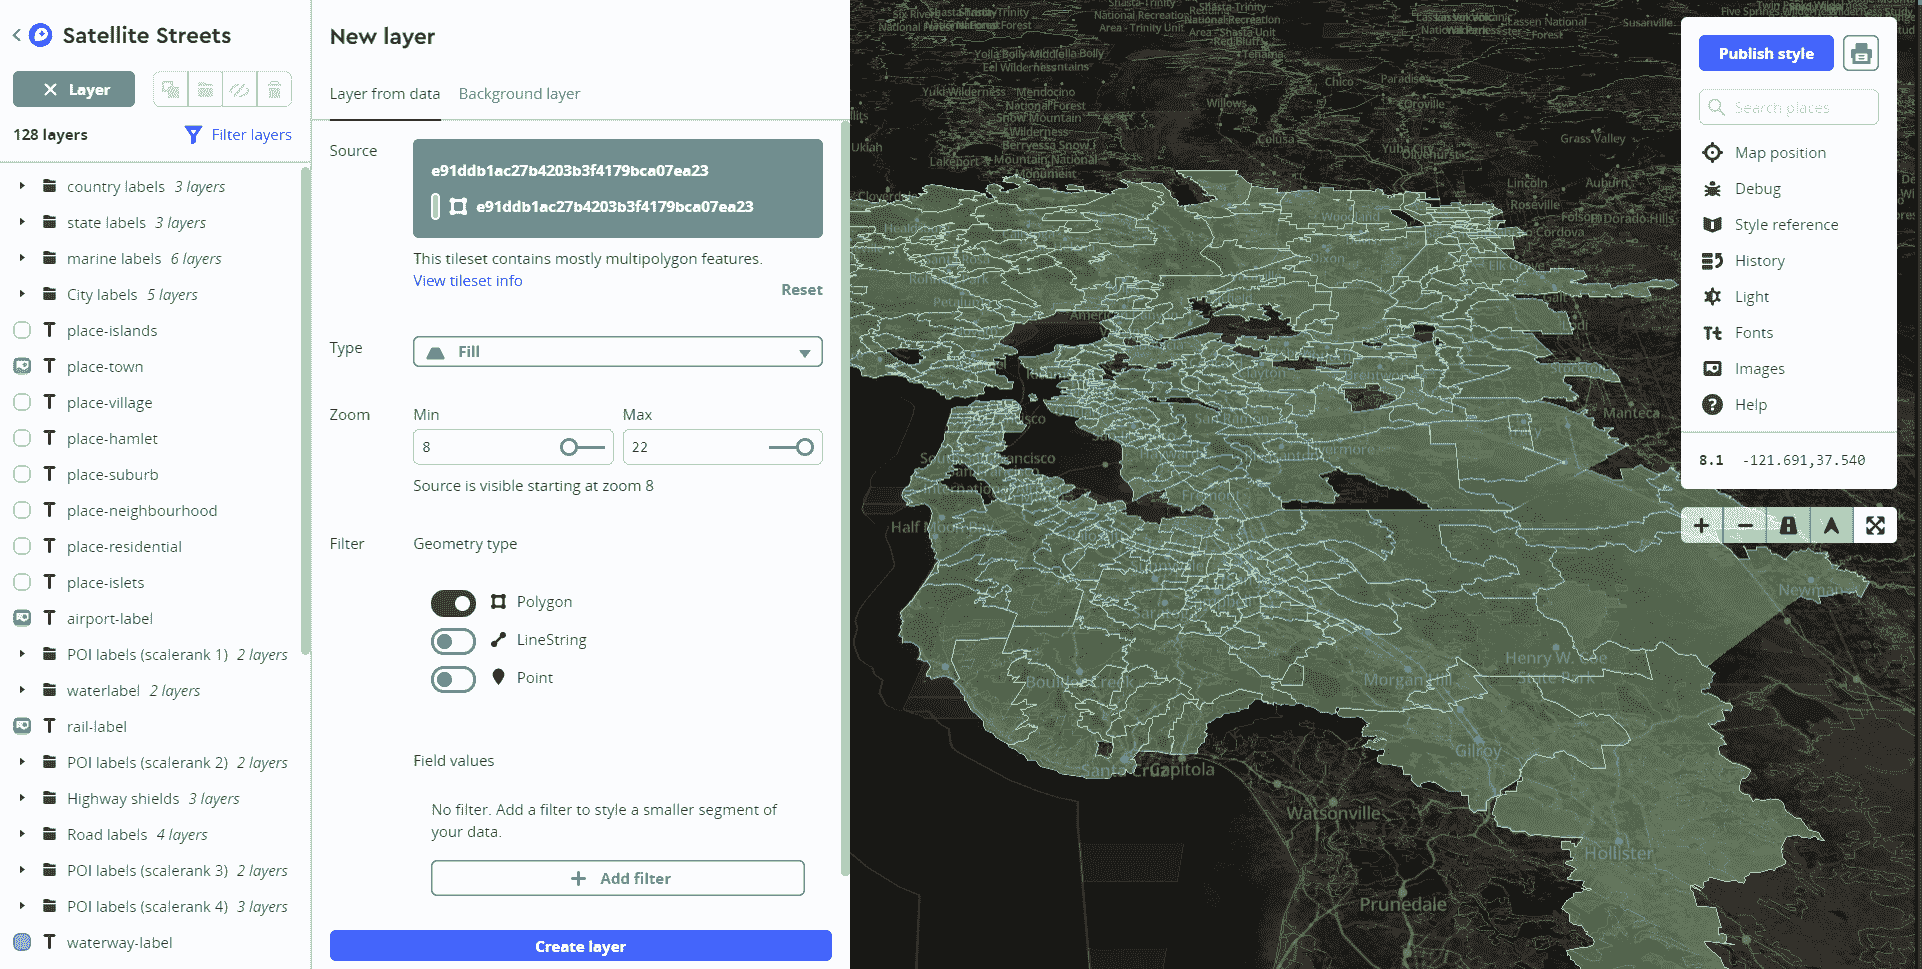 Satellite Streets
Layer
128 layers
Filter layers
country labels 3 layers
state labels 3 layers
marine labels 6 layers
City labels 5 layers
place-islands
place-town
place-village
place-hamlet
place-suburb
place-neighbourhood
place-residential
place-islets
airport-label
POI labels (scalerank 1) 2 layers
waterlabel 2 layers
rail-label
POI labels (scalerank 2) 2 layers
Highway shields 3 layers
Road labels 4 layers
POI labels (scalerank 3) 2 layers
POI labels (scalerank 4) 3 layers
waterway-label
New layer
Layer from data
Background layer
Source
e91ddb1ac27b4203b3f4179bca07ea23
e91ddb1ac27b4203b3f4179bca07ea23
This tileset contains mostly multipolygon features.
View tileset info
Reset
Type
Fill
Zoom
Min
Max
8
22
Source is visible starting at zoom 8
Filter
Geometry type
Polygon
LineString
Point
Field values
No filter. Add a filter to style a smaller segment of
your data.
Add filter
Create layer
Chico
Paradise
Oroville
Willows
Colusa
Grass Valley
Ukiah
Lakeport
Cloverdale
Lincoln
Auburn
Roseville
Woodland
Dixon
Susanville
Manteca
Half Moon Bay
Fremont
Newman
Henry W. Coe
State Park
Morgan Hill
Gilroy
Boulder Creek
Santa Cruz
Capitola
Watsonville
Hollister
Prunedale
Publish style
Search places
Map position
Debug
Style reference
History
Light
Fonts
Images
Help
8.1 -121.691,37.540